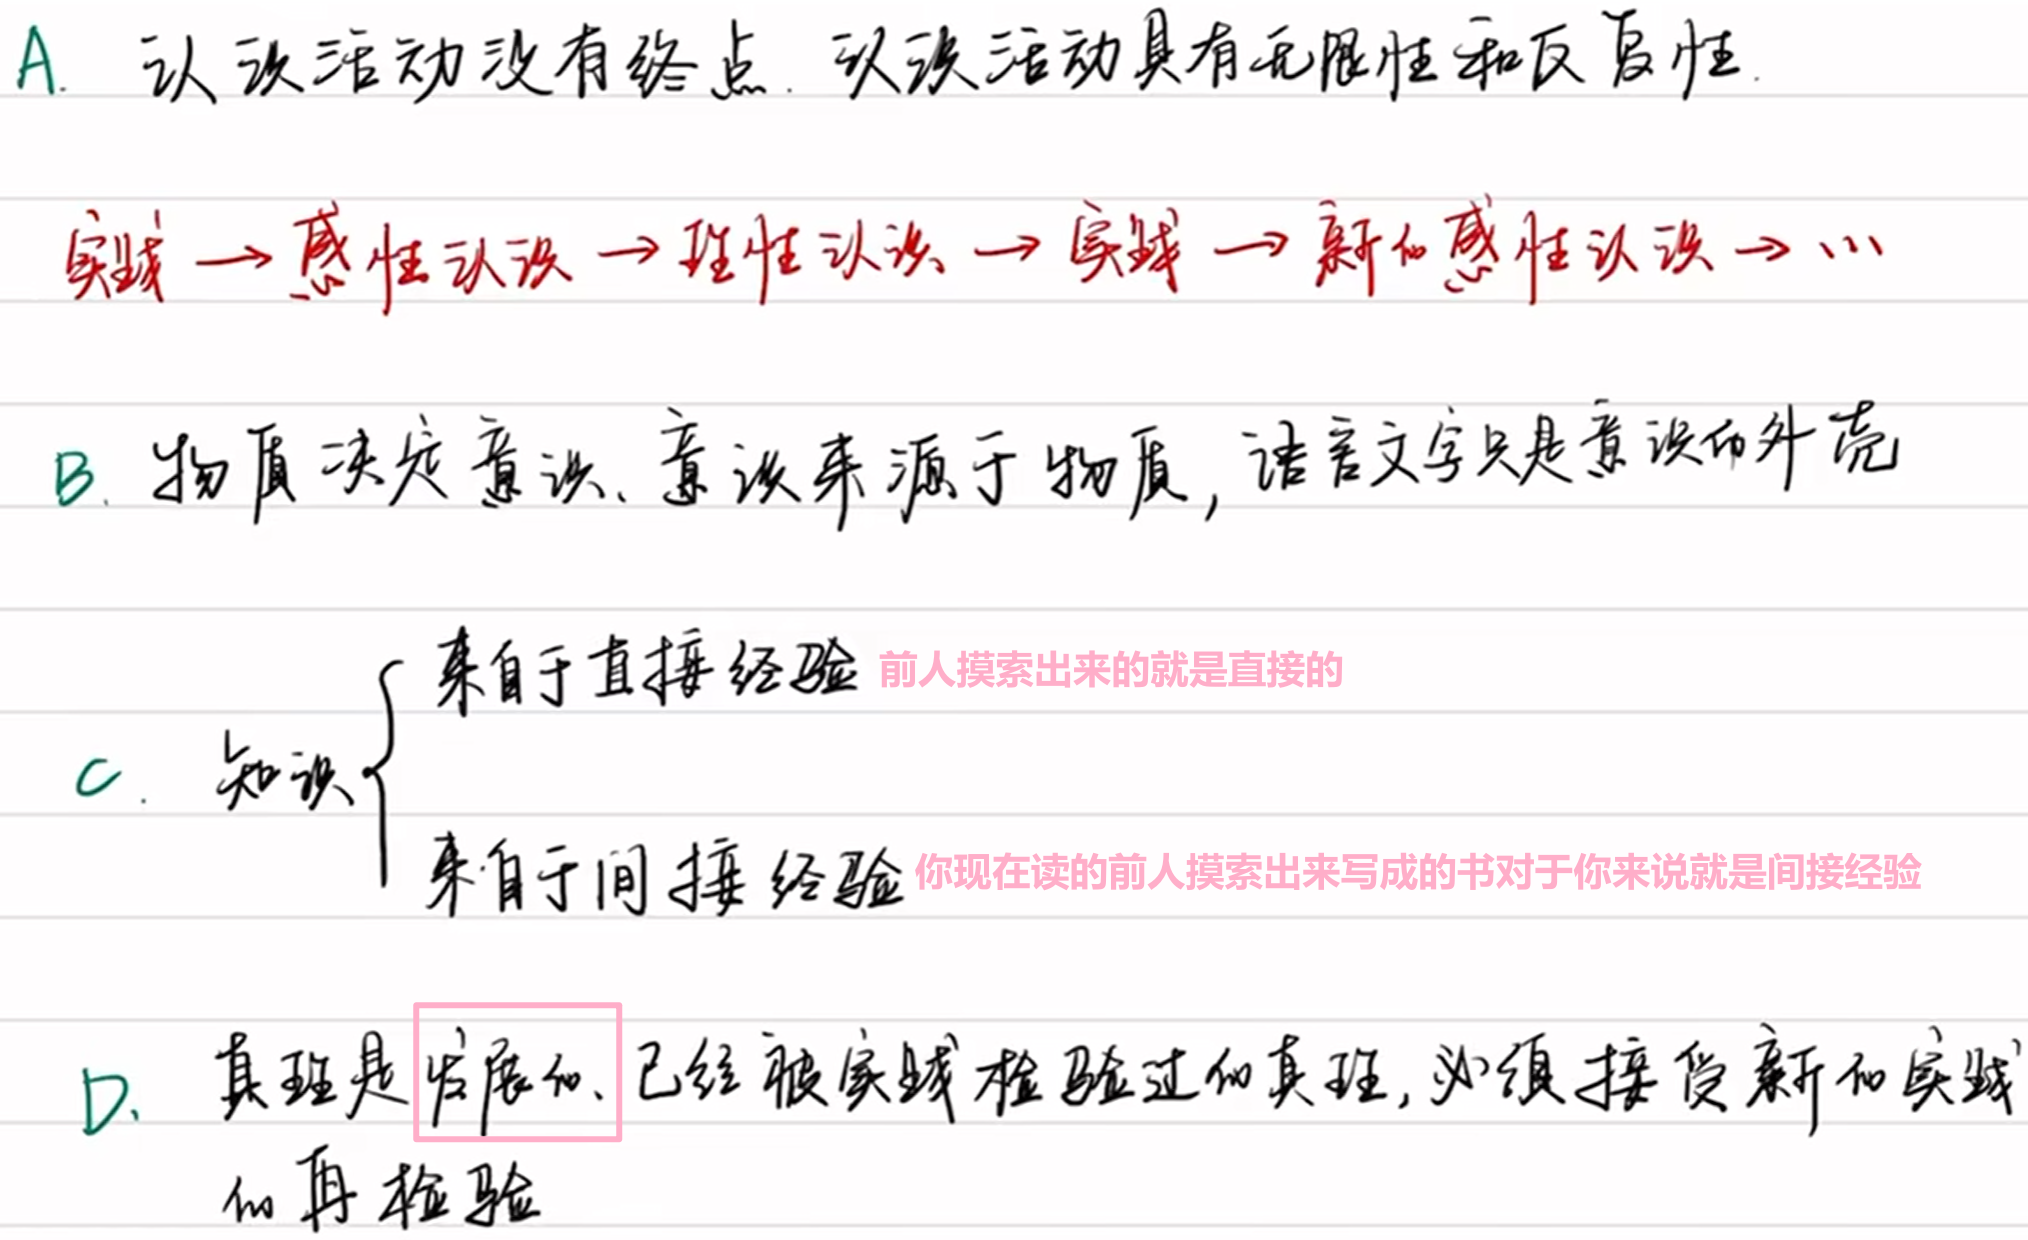 A. 认识活动没有终点. 认识活动具有无限性和反复性.
实践→感性认识→理性认识→实践→新的感性认识→…
B. 物质决定意识、意识来源于物质, 语言文字只是意识的外壳
来自于直接经验 前人摸索出来的就是直接的
C. 知识
来自于间接经验 你现在读的前人摸索出来写成的书对于你来说就是间接经验
D. 真理是发展的、已经被实践检验过的真理, 必须接受新的实践
的再检验